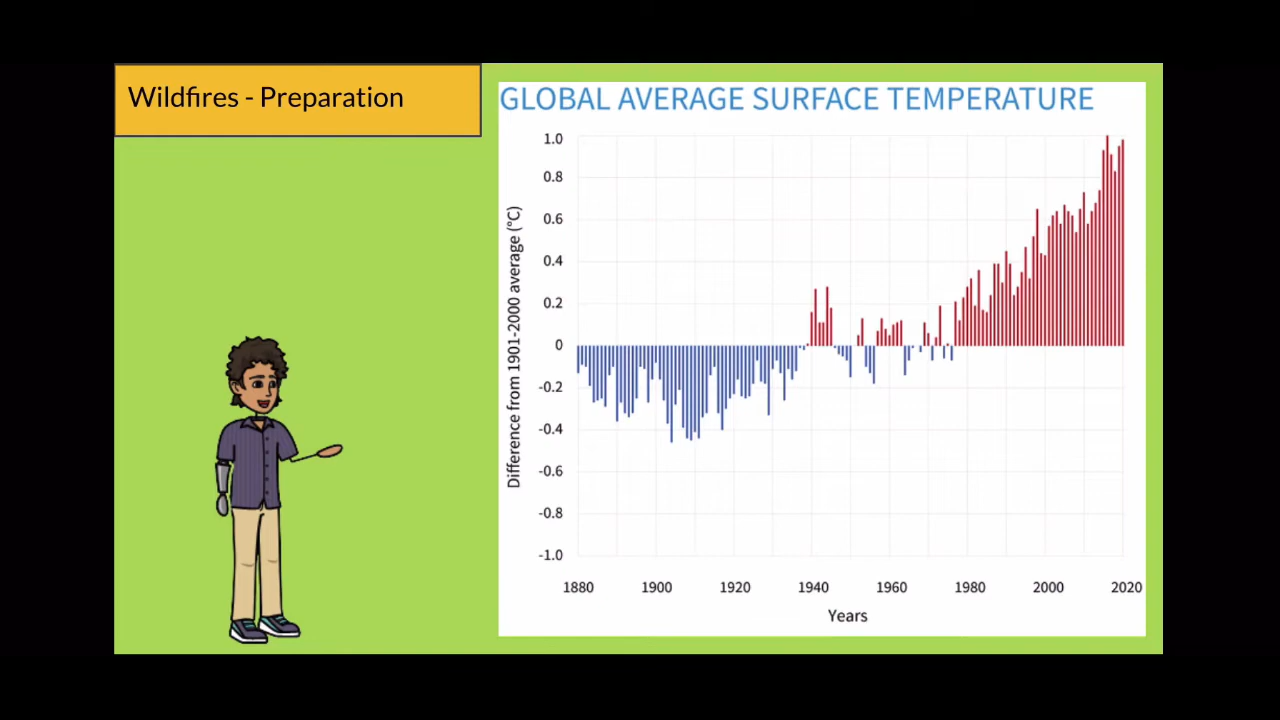 Wildfires - Preparation
GLOBAL AVERAGE SURFACE TEMPERATURE
Difference from 1901-2000 average (°C)
1.0
0.8
0.6
0.4
0.2
0
-0.2
-0.4
-0.6
-0.8
-1.0
1880 1900 1920 1940 1960 1980 2000 2020
Years